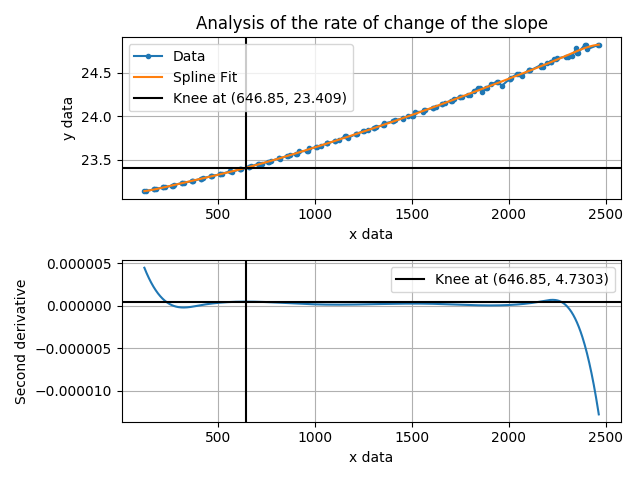 Analysis of the rate of change of the slope
Data
Spline Fit
Knee at (646.85, 23.409)
24.5
24.0
23.5
y data
500 1000 1500 2000 2500
x data
Knee at (646.85, 4.7303)
0.000005
0.000000
−0.000005
−0.000010
Second derivative
500 1000 1500 2000 2500
x data